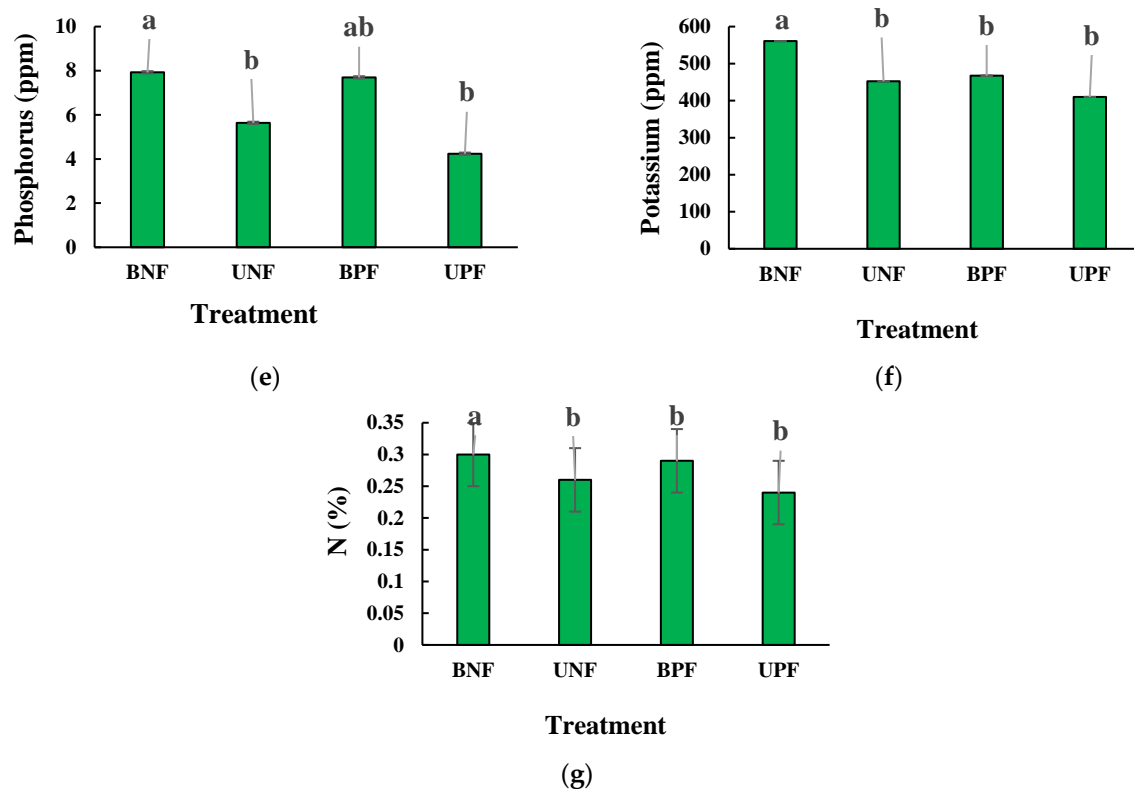 a
b
ab
b
10
8
6
4
2
0
Phosphorus (ppm)
BNF UNF BPF UPF
Treatment
(e)
a
b
b
b
600
500
400
300
200
100
0
Potassium (ppm)
BNF UNF BPF UPF
Treatment
(f)
a
b
b
b
0.35
0.3
0.25
0.2
0.15
0.1
0.05
0
N (%)
BNF UNF BPF UPF
Treatment
(g)